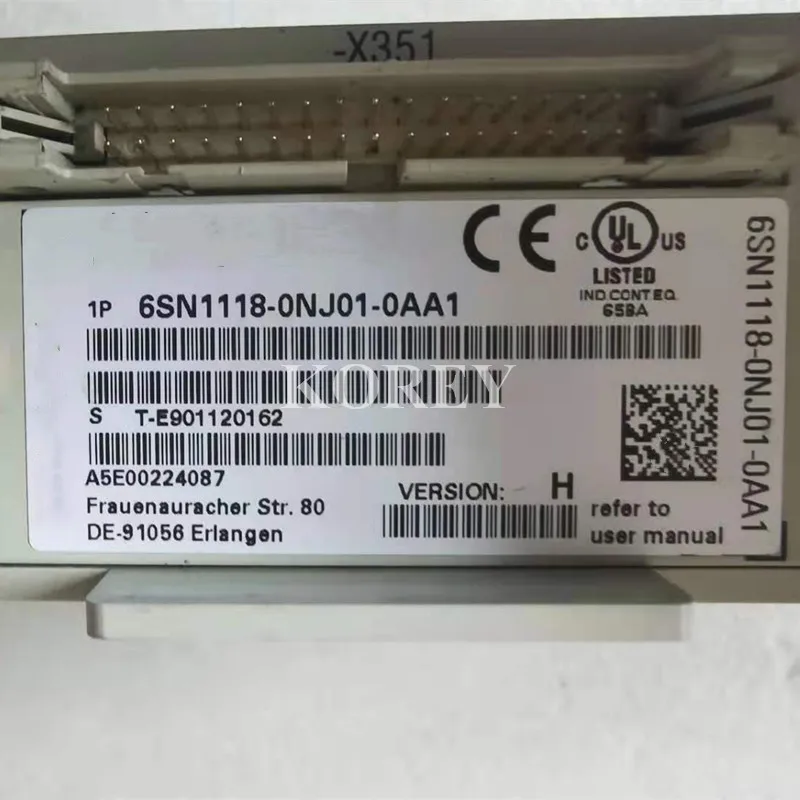 -X351
CE
C UL US
LISTED
IND.CONT.EQ.
65BA
1P 6SN1118-0NJ01-0AA1
KOREY
S T-E901120162
A5E00224087
Frauenauracher Str. 80
DE-91056 Erlangen
VERSION: H
refer to
user manual
6SN1118-0NJ01-0AA1